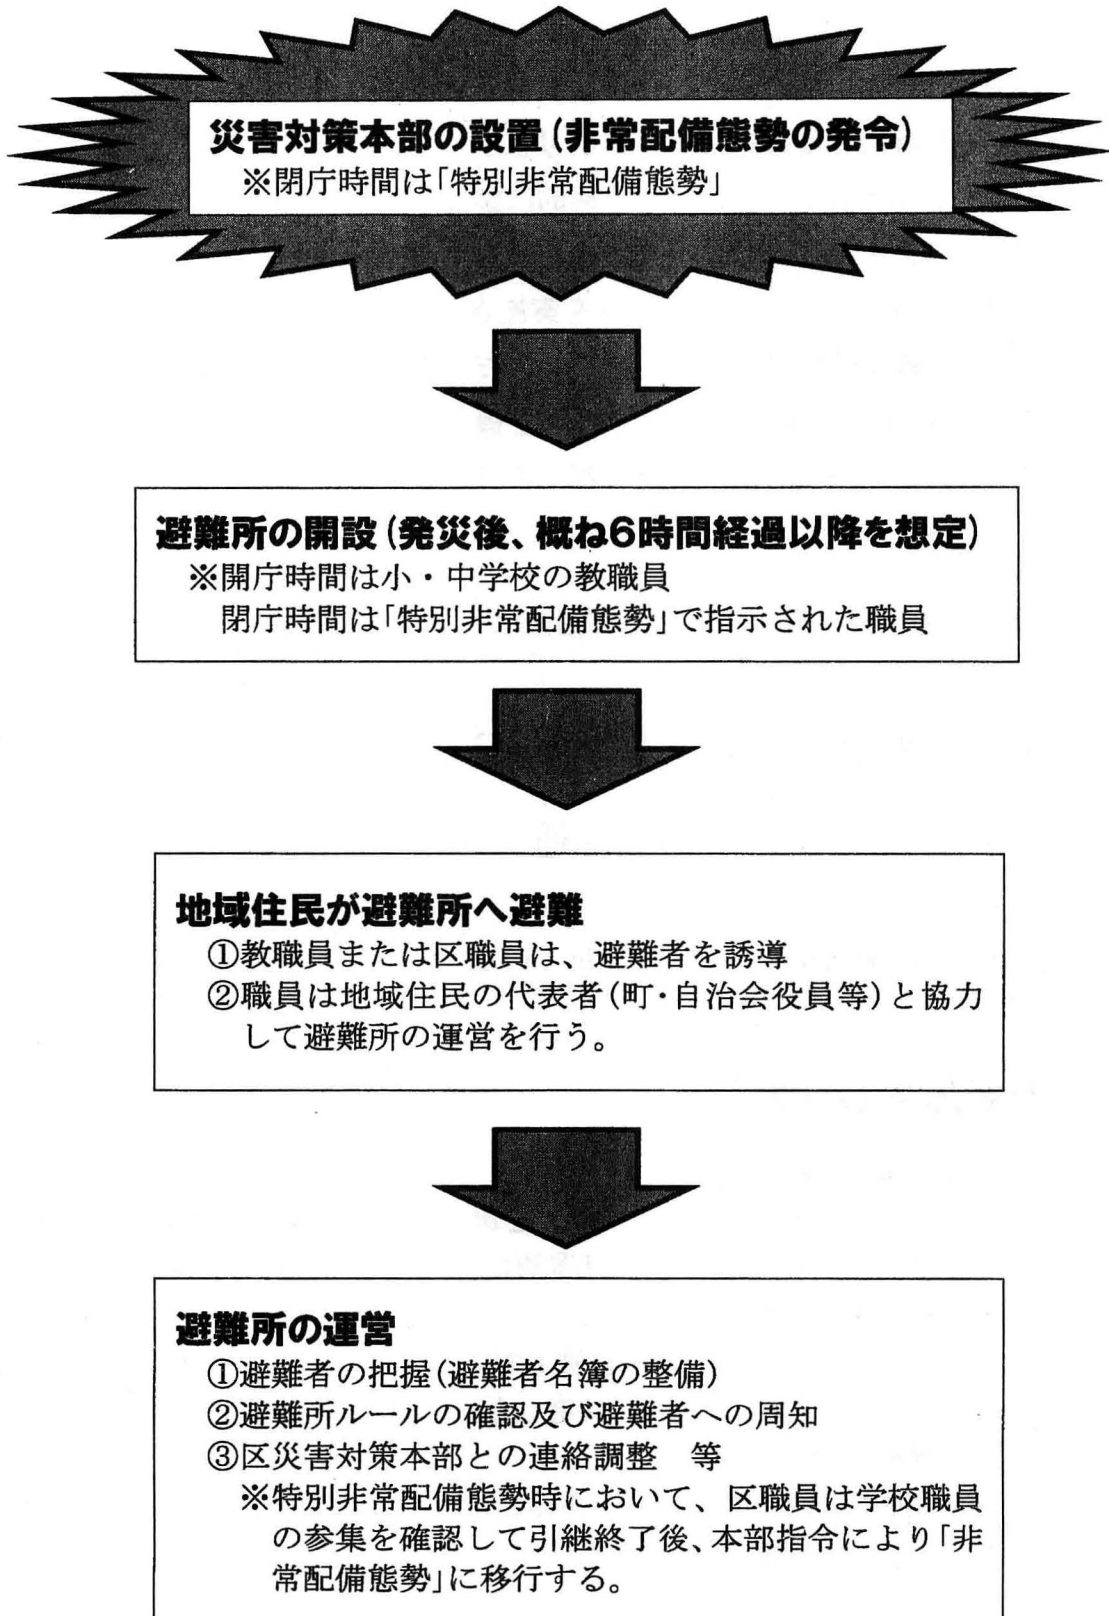 災害対策本部の設置(非常配備態勢の発令)
※閉庁時間は「特別非常配備態勢」
避難所の開設(発災後、概ね6時間経過以降を想定)
※開庁時間は小・中学校の教職員
閉庁時間は「特別非常配備態勢」で指示された職員
地域住民が避難所へ避難
①教職員または区職員は、避難者を誘導
②職員は地域住民の代表者(町・自治会役員等)と協力
して避難所の運営を行う。
避難所の運営
①避難者の把握(避難者名簿の整備)
②避難所ルールの確認及び避難者への周知
③区災害対策本部との連絡調整　等
※特別非常配備態勢時において、区職員は学校職員
の参集を確認して引継終了後、本部指令により「非
常配備態勢」に移行する。